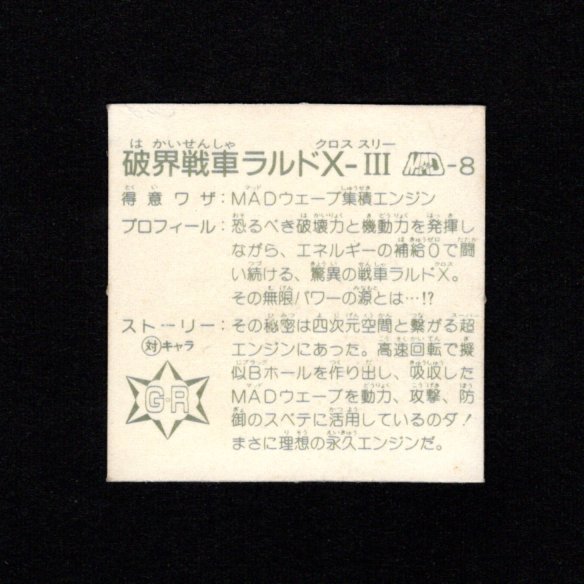 破界戦車ラルドX-III MAD-8
得意ワザ:MADウェーブ集積エンジン
プロフィール:恐るべき破壊力と機動力を発揮し
ながら、エネルギーの補給0で闘
い続ける、驚異の戦車ラルドX。
その無限パワーの源とは…!?
ストーリー:その秘密は四次元空間と繋がる超
対キャラ エンジンにあった。高速回転で擬
似Bホールを作り出し、吸収した
G・R MADウェーブを動力、攻撃、防
御のスベテに活用しているのダ!
まさに理想の永久エンジンだ。